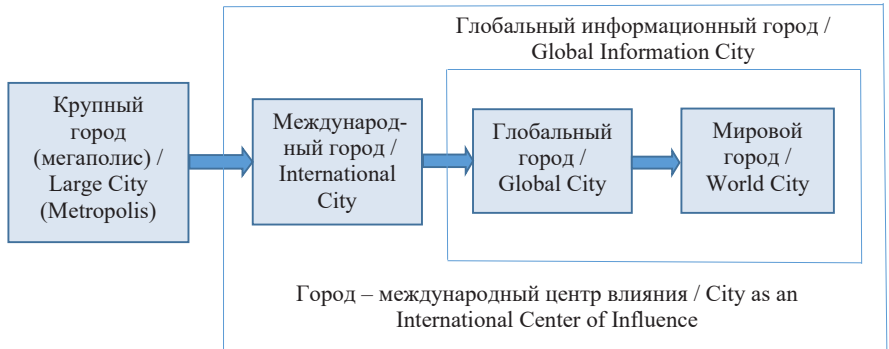 Глобальный информационный город /
Global Information City
Крупный
город
(мегаполис) /
Large City
(Metropolis)
Международ-
ный город /
International
City
Глобальный
город /
Global City
Мировой
город /
World City
Город – международный центр влияния / City as an
International Center of Influence